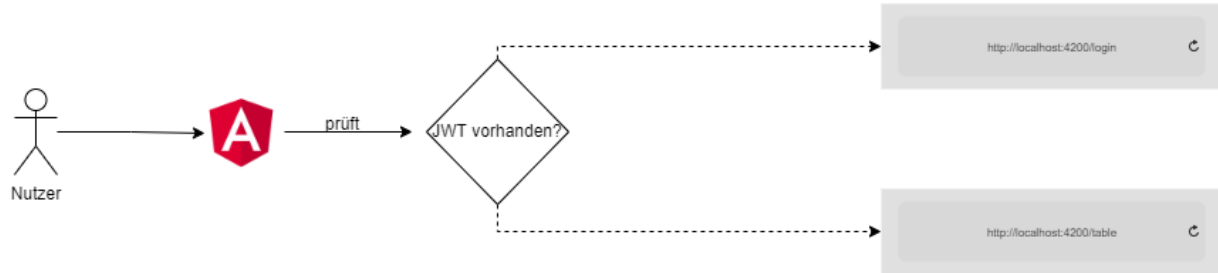 http://localhost:4200/login
A
prüft
JWT vorhanden?
Nutzer
http://localhost:4200/table